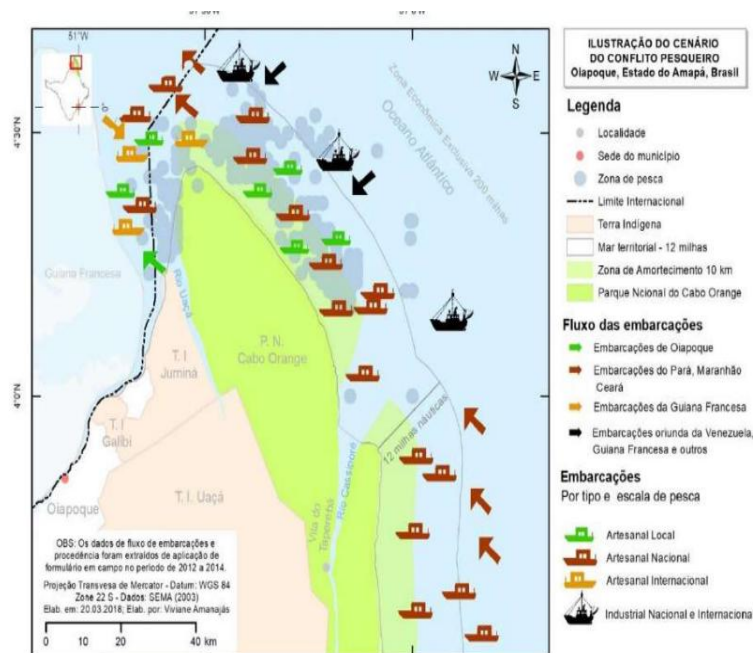 51°W
N
W
E
S
4°30'N
4°0'N
Zona Econômica Exclusiva 200 milhas
Oceano Atlântico
Guiana Francesa
Rio Uaçá
P. N.
Cabo Orange
T. I
Juminá
T. I
Galibi
T. I. Uaçá
Oiapoque
12 milhas náuticas
Rio Cassiporé
Vila do
Taperebá
OBS: Os dados de fluxo de embarcações e
procedência foram extraídos de aplicação de
formulário em campo no período de 2012 a 2014.
Projeção Transvesa de Mercator - Datum: WGS 84
Zone 22 S - Dados: SEMA (2003)
Elab. em: 20.03.2018; Elab. por: Viviane Amanajás
0 10 20 40 km
ILUSTRAÇÃO DO CENÁRIO
DO CONFLITO PESQUEIRO
Oiapoque, Estado do Amapá, Brasil
Legenda
Localidade
Sede do município
Zona de pesca
Limite Internacional
Terra Indígena
Mar territorial - 12 milhas
Zona de Amortecimento 10 km
Parque Ncional do Cabo Orange
Fluxo das embarcações
Embarcações de Oiapoque
Embarcações do Pará, Maranhão
Ceará
Embarcações da Guiana Francesa
Embarcações oriunda da Venezuela,
Guiana Francesa e outros
Embarcações
Por tipo e escala de pesca
Artesanal Local
Artesanal Nacional
Artesanal Internacional
Industrial Nacional e Internaciona